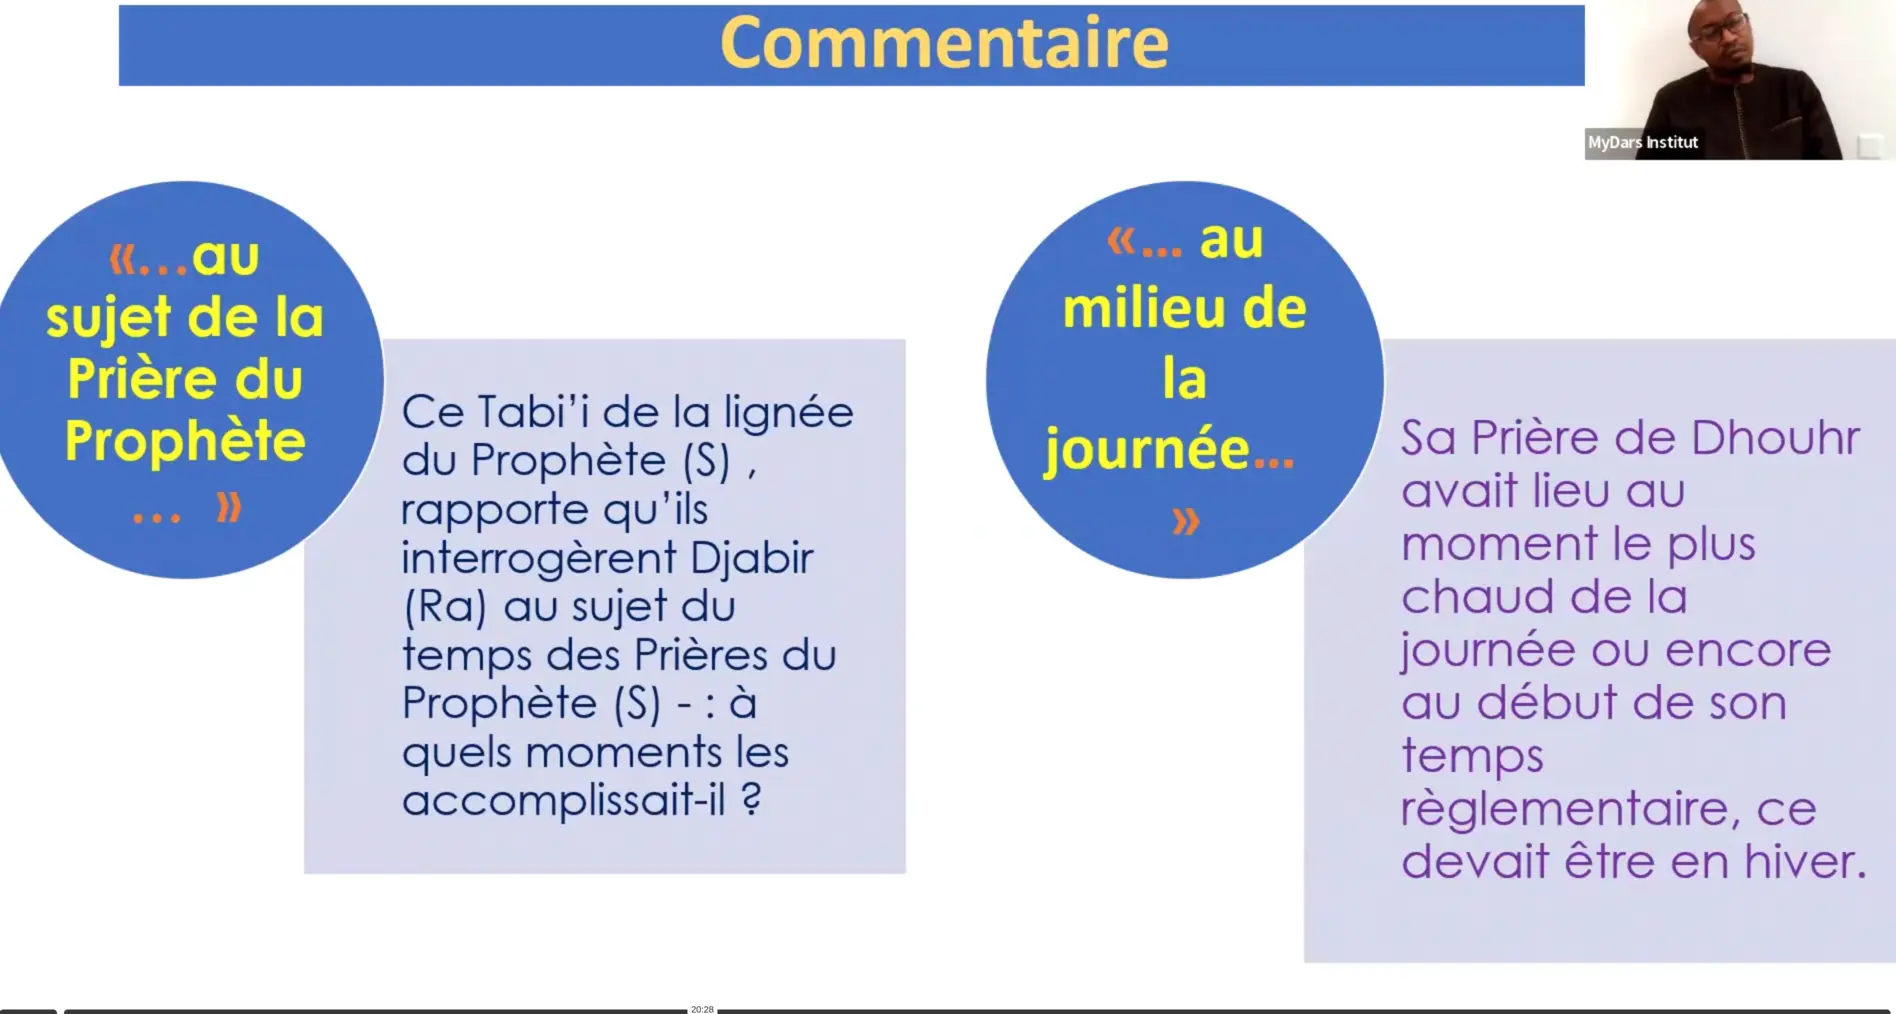 Commentaire
MyDars Institut
«…au
sujet de la
Prière du
Prophète
… »
Ce Tabi’i de la lignée
du Prophète (S) ,
rapporte qu’ils
interrogèrent Djabir
(Ra) au sujet du
temps des Prières du
Prophète (S) - : à
quels moments les
accomplissait-il ?
«… au
milieu de
la
journée…
»
Sa Prière de Dhouhr
avait lieu au
moment le plus
chaud de la
journée ou encore
au début de son
temps
règlementaire, ce
devait être en hiver.
20:28